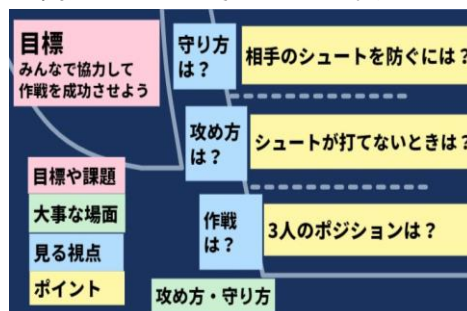 目標
みんなで協力して
作戦を成功させよう
守り方
は？
相手のシュートを防ぐには？
攻め方
は？
シュートが打てないときは？
作戦
は？
3人のポジションは？
目標や課題
大事な場面
見る視点
ポイント
攻め方・守り方